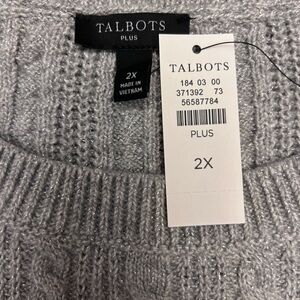 TALBOTS
PLUS
2X
MADE IN
VIETNAM
TALBOTS
184 03 00
371392 73
56587784
PLUS
2X